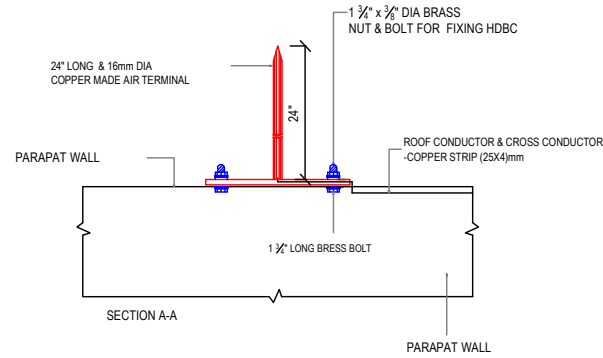 1 3/4" x 3/8" DIA BRASS
NUT & BOLT FOR FIXING HDBC
24" LONG & 16mm DIA
COPPER MADE AIR TERMINAL
24"
ROOF CONDUCTOR & CROSS CONDUCTOR
-COPPER STRIP (25X4)mm
PARAPAT WALL
1 3/4" LONG BRESS BOLT
SECTION A-A
PARAPAT WALL